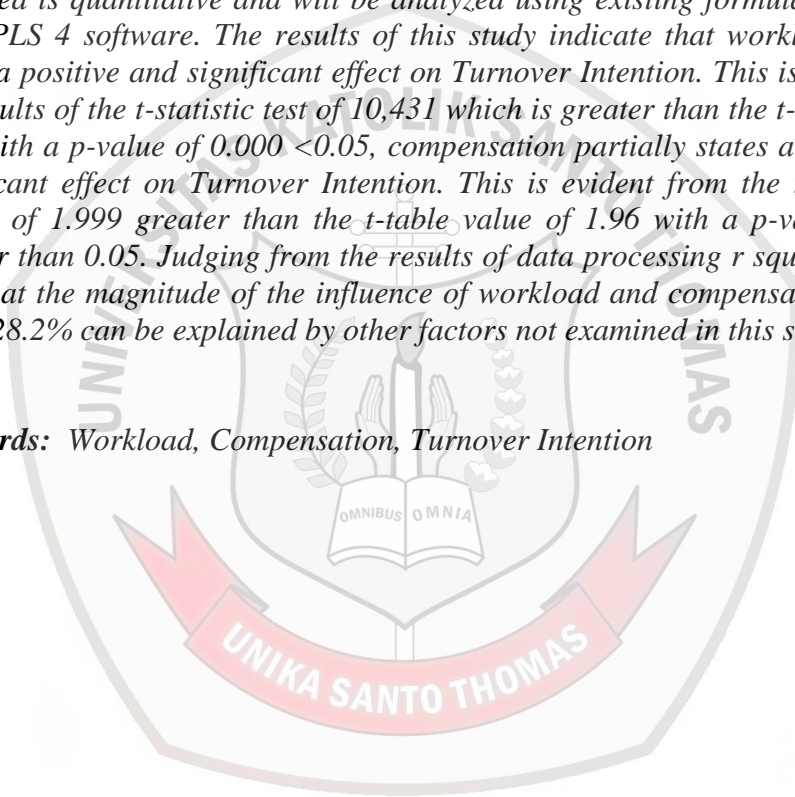 ed is quantitative and will be analyzed using existing formula
PLS 4 software. The results of this study indicate that workl
a positive and significant effect on Turnover Intention. This is
ults of the t-statistic test of 10,431 which is greater than the t-
ith a p-value of 0.000 <0.05, compensation partially states a
cant effect on Turnover Intention. This is evident from the
of 1.999 greater than the t-table value of 1.96 with a p-va
r than 0.05. Judging from the results of data processing r squ
at the magnitude of the influence of workload and compensa
28.2% can be explained by other factors not examined in this s
rds: Workload, Compensation, Turnover Intention
UNIVERSITAS KATOLIK SANTO THOMAS
OMNIBUS OMNIA
UNIKA SANTO THOMAS